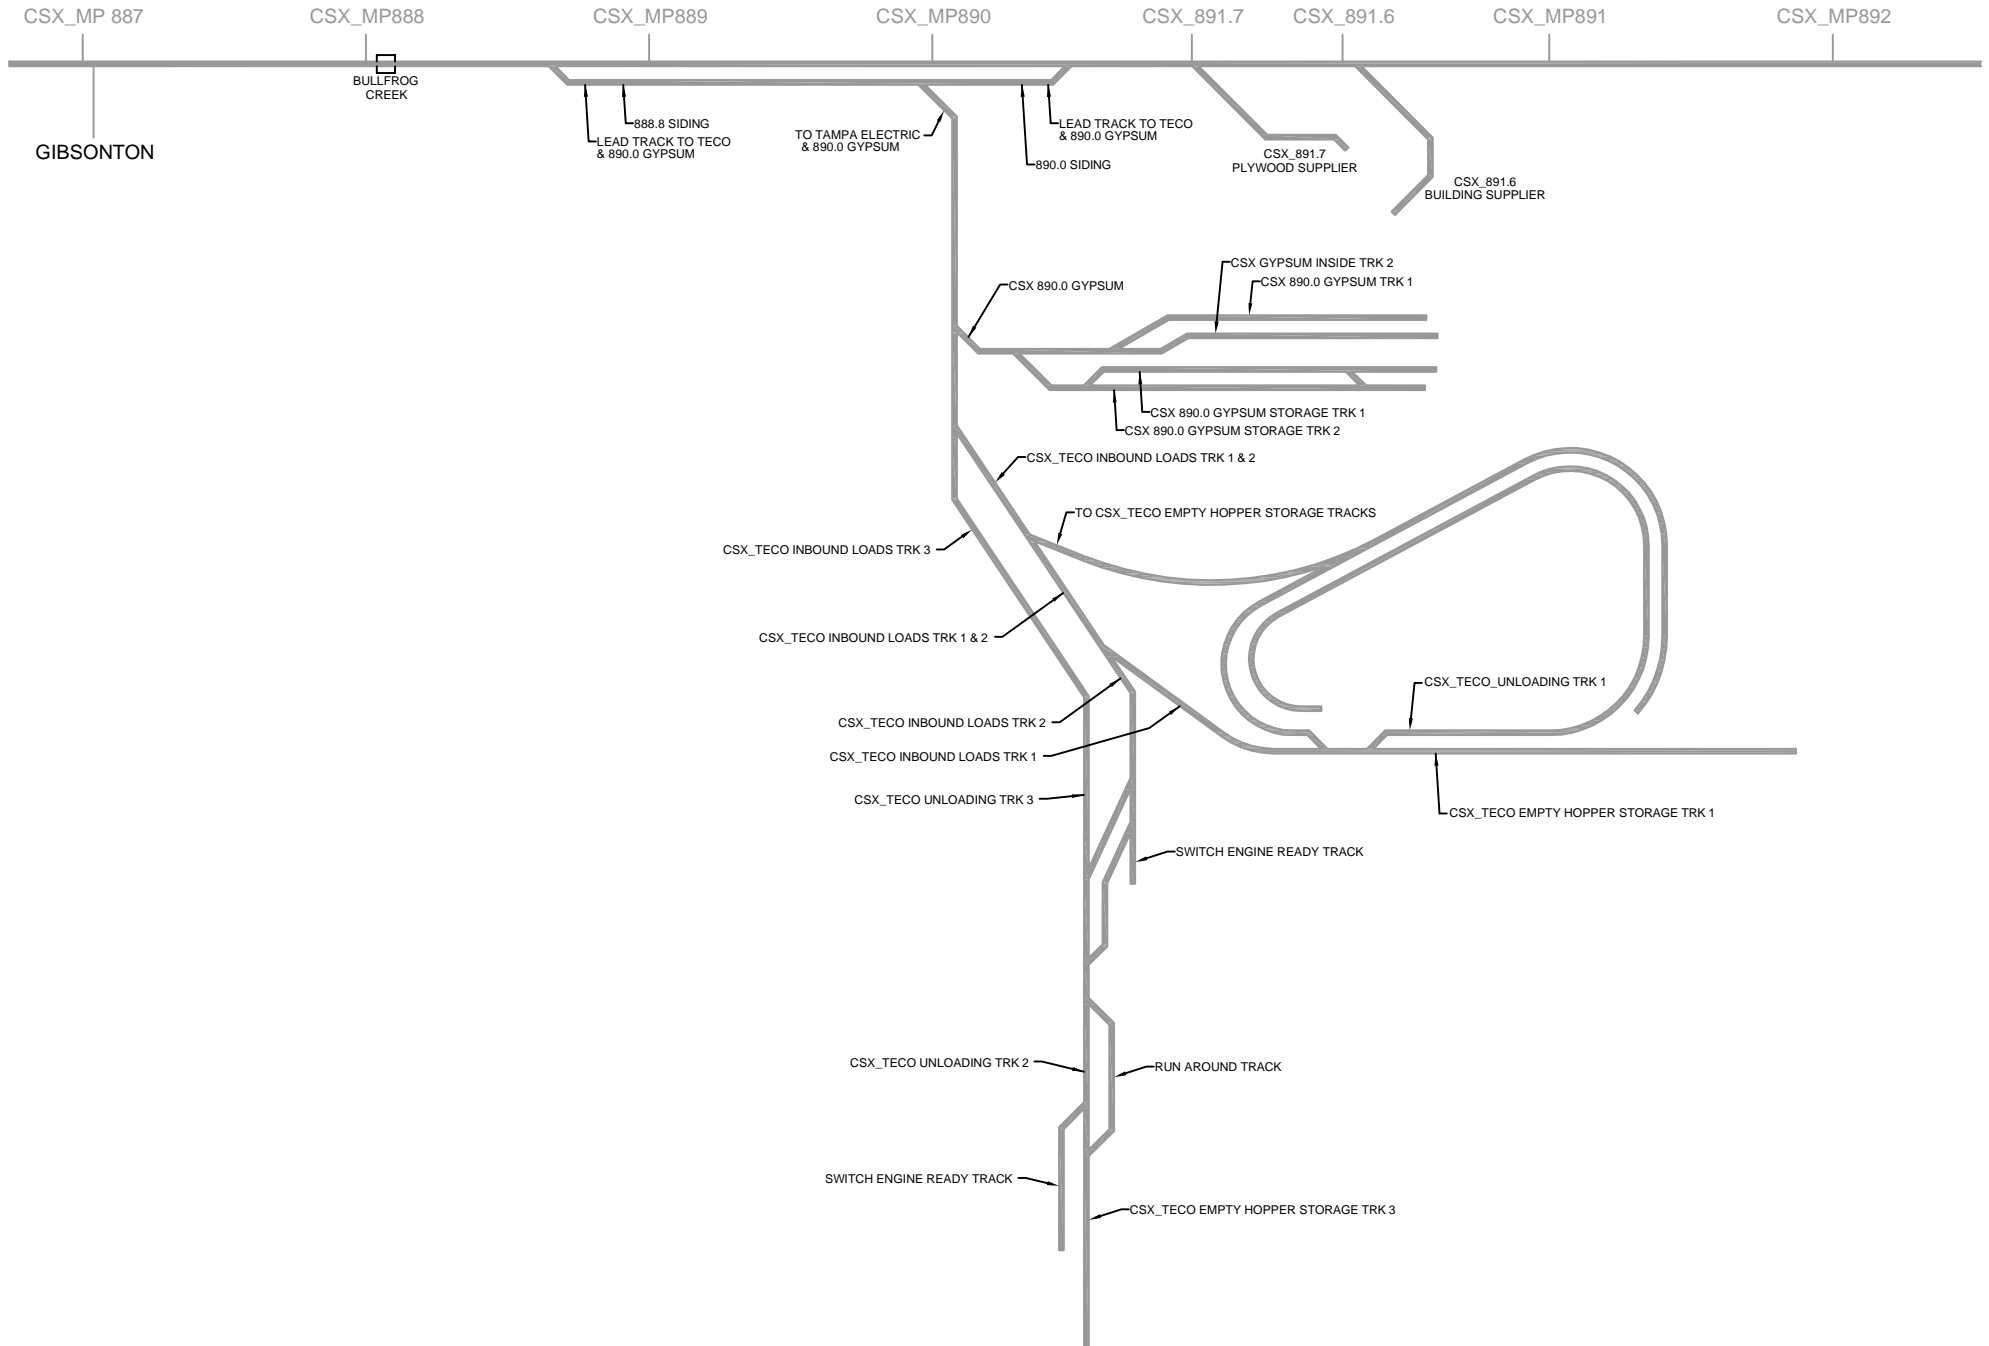 CSX_MP 887
CSX_MP888
CSX_MP889
CSX_MP890
CSX_891.7
CSX_891.6
CSX_MP891
CSX_MP892
BULLFROG
CREEK
GIBSONTON
888.8 SIDING
LEAD TRACK TO TECO
& 890.0 GYPSUM
TO TAMPA ELECTRIC
& 890.0 GYPSUM
LEAD TRACK TO TECO
& 890.0 GYPSUM
890.0 SIDING
CSX_891.7
PLYWOOD SUPPLIER
CSX_891.6
BUILDING SUPPLIER
CSX GYPSUM INSIDE TRK 2
CSX 890.0 GYPSUM TRK 1
CSX 890.0 GYPSUM
CSX 890.0 GYPSUM STORAGE TRK 1
CSX 890.0 GYPSUM STORAGE TRK 2
CSX_TECO INBOUND LOADS TRK 1 & 2
TO CSX_TECO EMPTY HOPPER STORAGE TRACKS
CSX_TECO INBOUND LOADS TRK 3
CSX_TECO INBOUND LOADS TRK 1 & 2
CSX_TECO_UNLOADING TRK 1
CSX_TECO INBOUND LOADS TRK 2
CSX_TECO INBOUND LOADS TRK 1
CSX_TECO UNLOADING TRK 3
CSX_TECO EMPTY HOPPER STORAGE TRK 1
SWITCH ENGINE READY TRACK
CSX_TECO UNLOADING TRK 2
RUN AROUND TRACK
SWITCH ENGINE READY TRACK
CSX_TECO EMPTY HOPPER STORAGE TRK 3